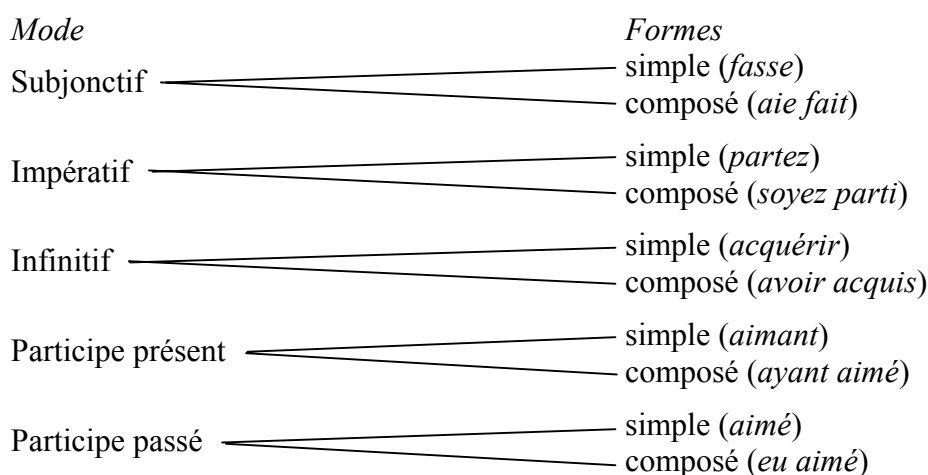 Mode Formes
Subjonctif
simple (fasse)
composé (aie fait)
Impératif
simple (partez)
composé (soyez parti)
Infinitif
simple (acquérir)
composé (avoir acquis)
Participe présent
simple (aimant)
composé (ayant aimé)
Participe passé
simple (aimé)
composé (eu aimé)